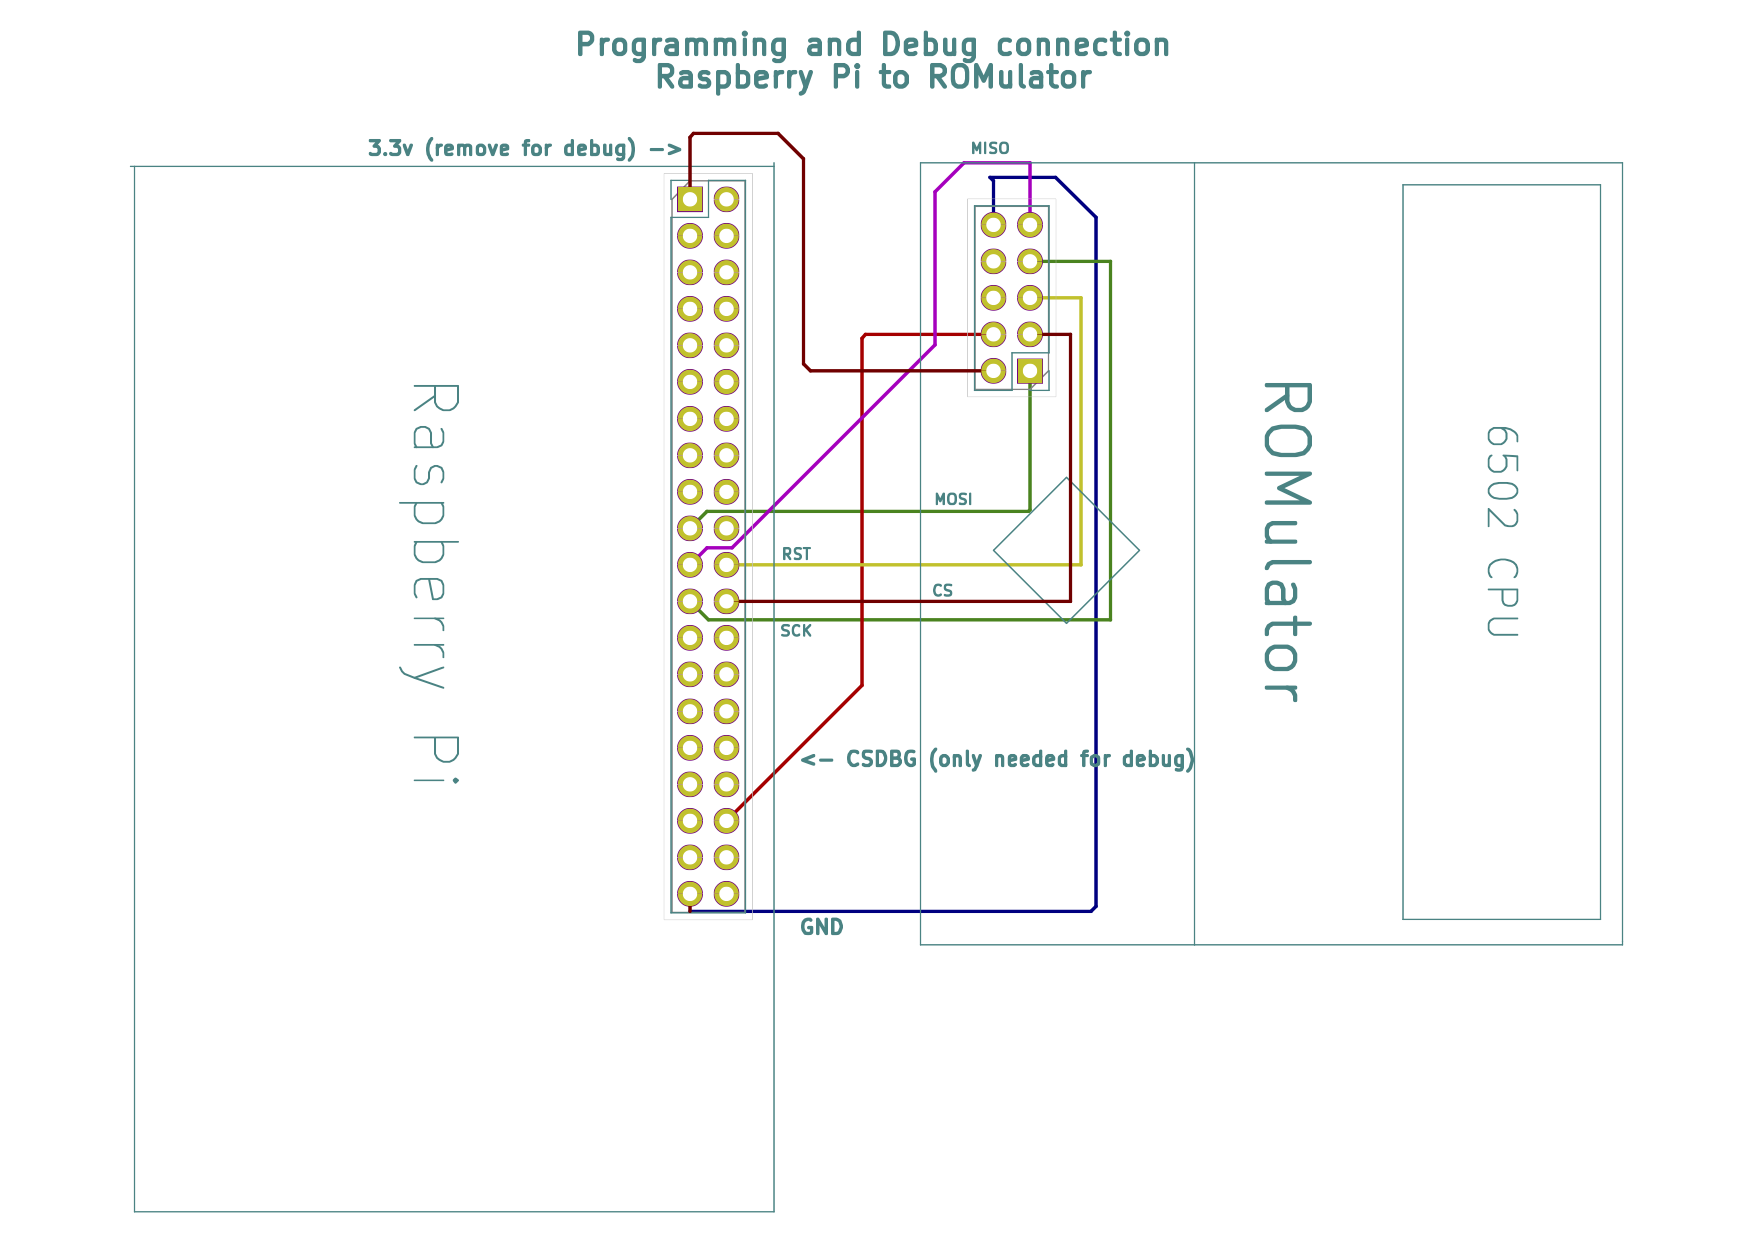 Programming and Debug connection
Raspberry Pi to ROMulator
3.3v (remove for debug) ->
MISO
MOSI
RST
CS
SCK
<- CSDBG (only needed for debug)
GND
Raspberry Pi
ROMulator
6502 CPU